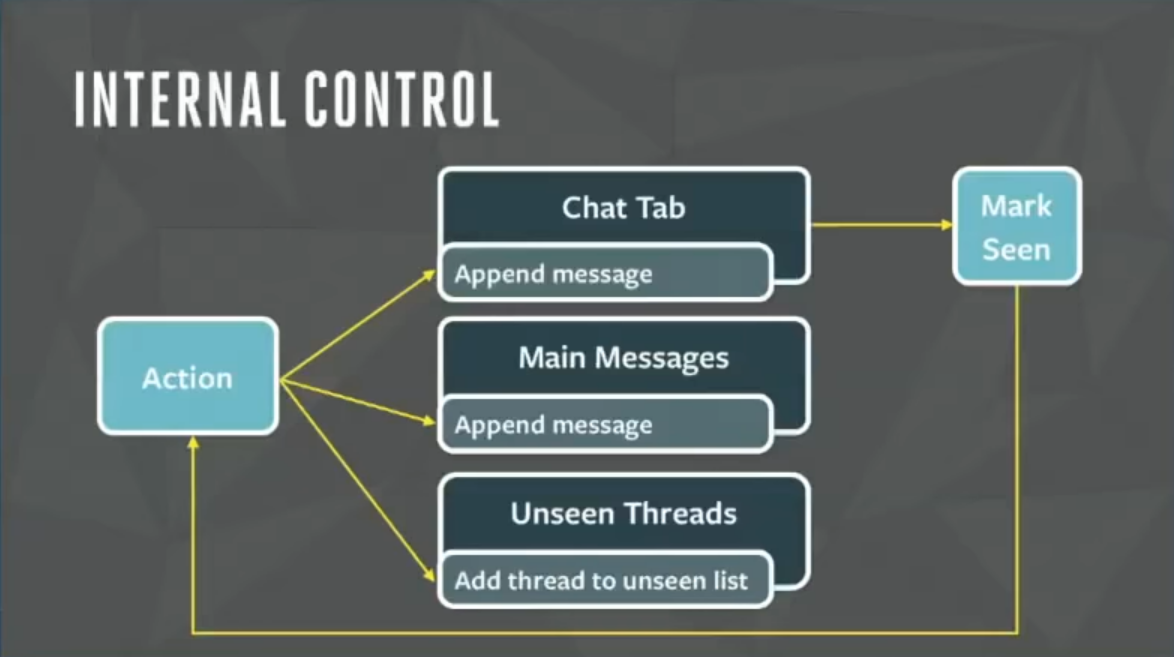 INTERNAL CONTROL
Chat Tab
Append message
Mark
Seen
Action
Main Messages
Append message
Unseen Threads
Add thread to unseen list